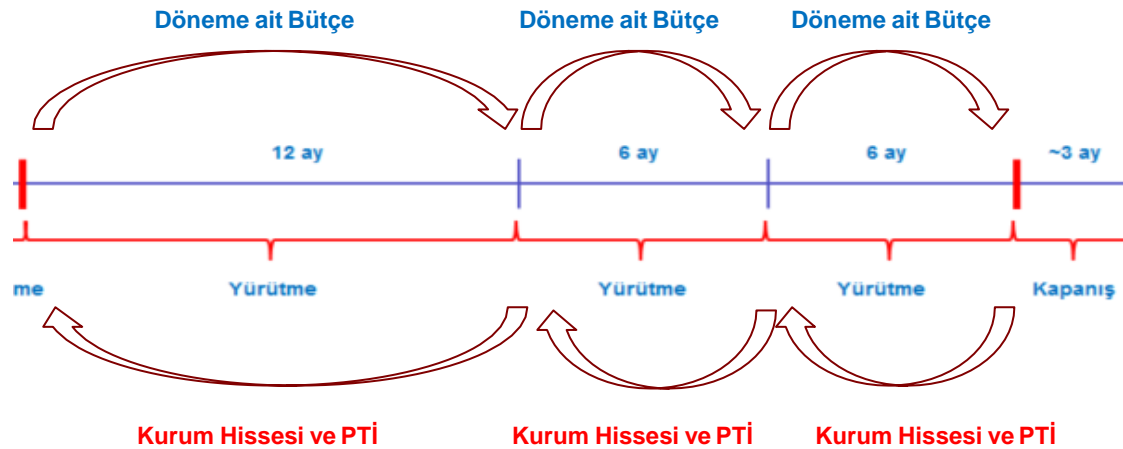 Döneme ait Bütçe Döneme ait Bütçe Döneme ait Bütçe
12 ay 6 ay 6 ay ~3 ay
me Yürütme Yürütme Yürütme Kapanış
Kurum Hissesi ve PTİ Kurum Hissesi ve PTİ Kurum Hissesi ve PTİ